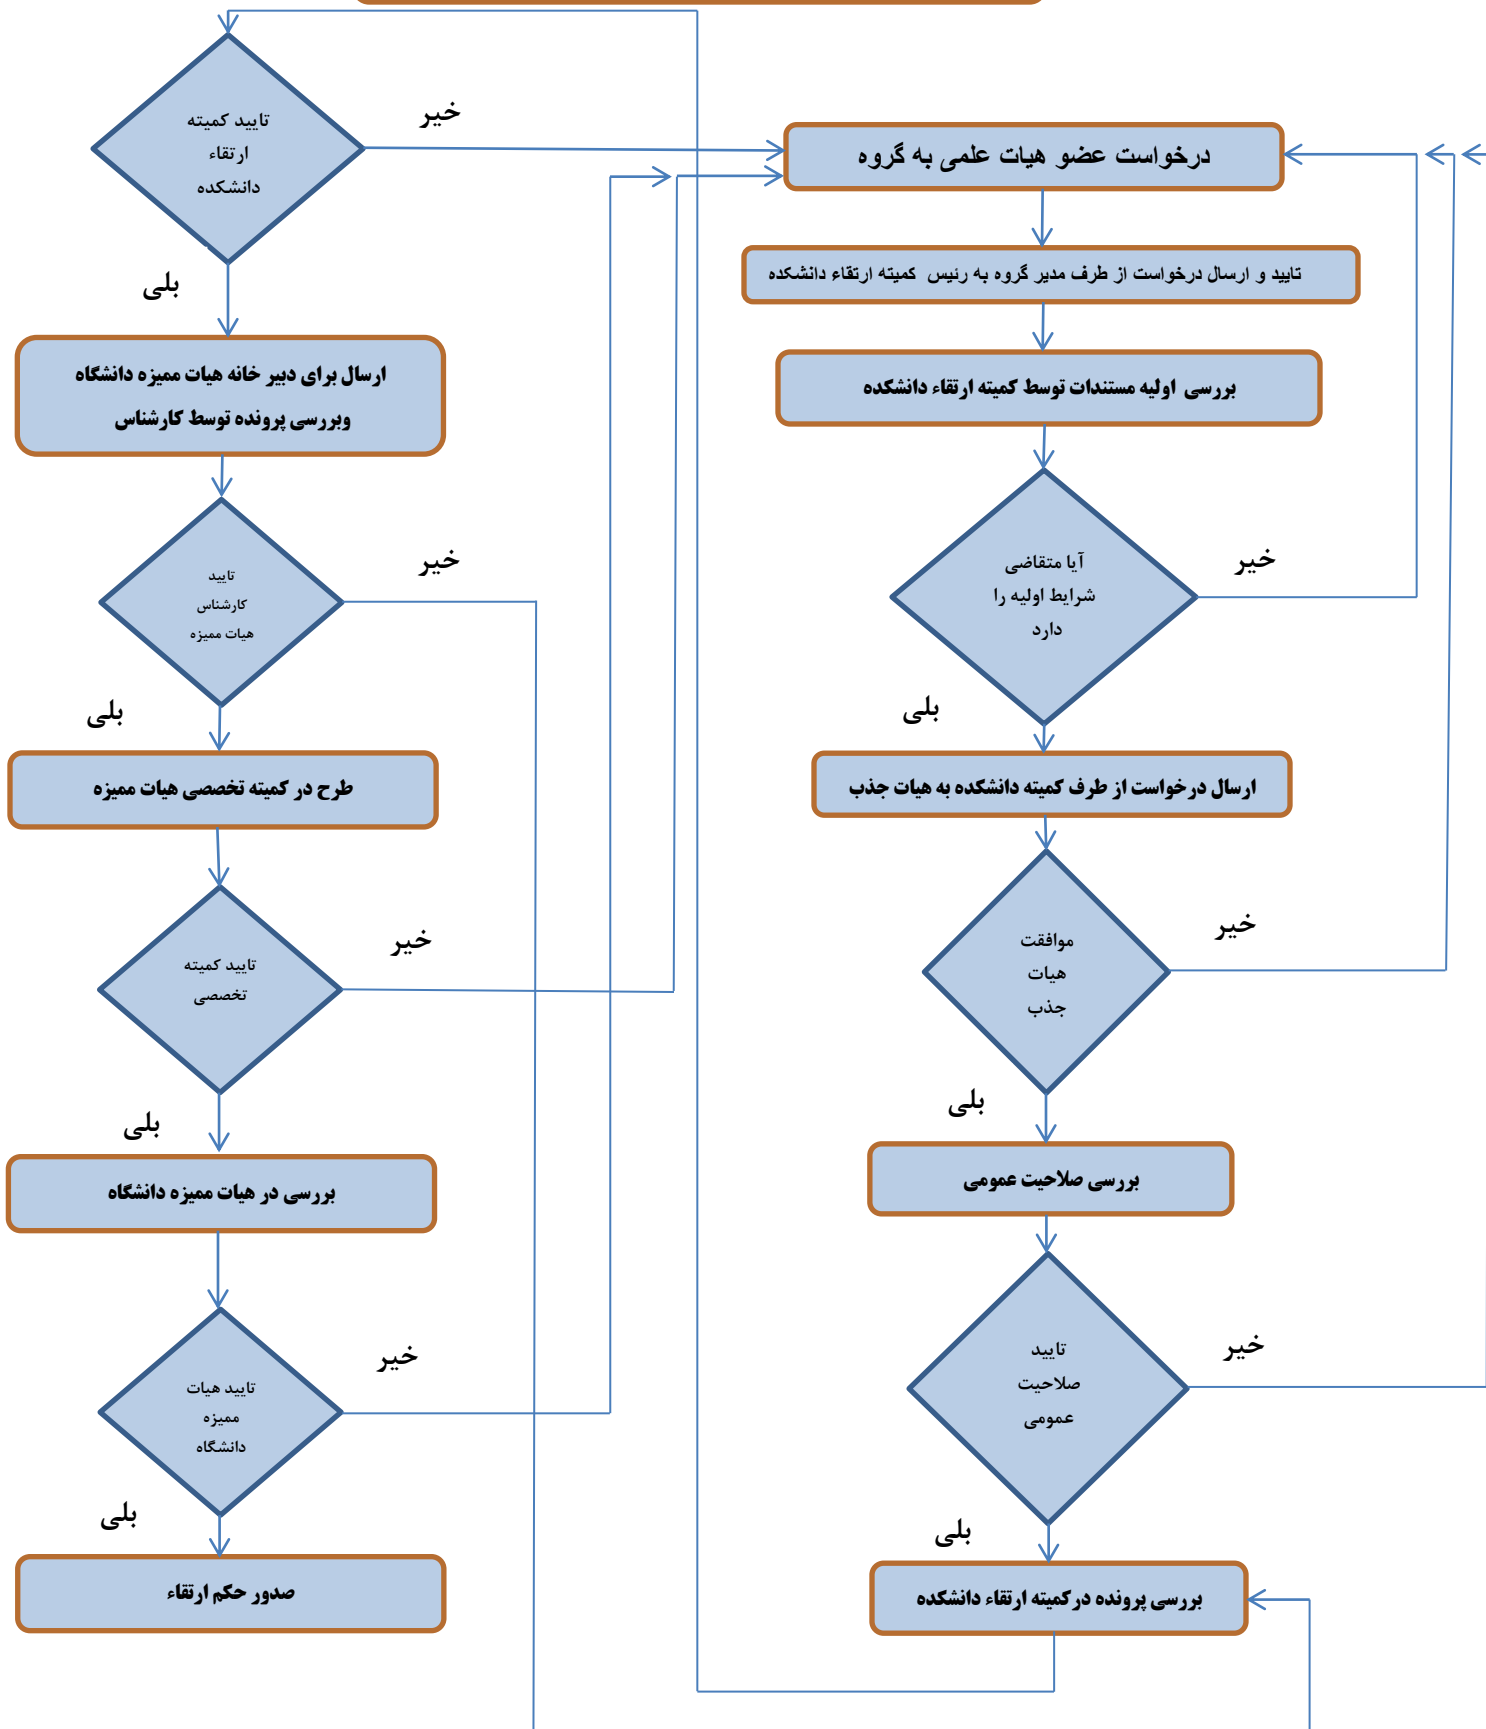 درخواست عضو هیات علمی به گروه
تایید و ارسال درخواست از طرف مدیر گروه به رئیس کمیته ارتقاء دانشکده
بررسی اولیه مستندات توسط کمیته ارتقاء دانشکده
آیا متقاضی
شرایط اولیه را
دارد
خیر
بلی
ارسال درخواست از طرف کمیته دانشکده به هیات جذب
موافقت
هیات
جذب
خیر
بلی
بررسی صلاحیت عمومی
تایید
صلاحیت
عمومی
خیر
بلی
بررسی پرونده درکمیته ارتقاء دانشکده
تایید کمیته
ارتقاء
دانشکده
خیر
بلی
ارسال برای دبیر خانه هیات ممیزه دانشگاه
وبررسی پرونده توسط کارشناس
تایید
کارشناس
هیات ممیزه
خیر
بلی
طرح در کمیته تخصصی هیات ممیزه
تایید کمیته
تخصصی
خیر
بلی
بررسی در هیات ممیزه دانشگاه
تایید هیات
ممیزه
دانشگاه
خیر
بلی
صدور حکم ارتقاء